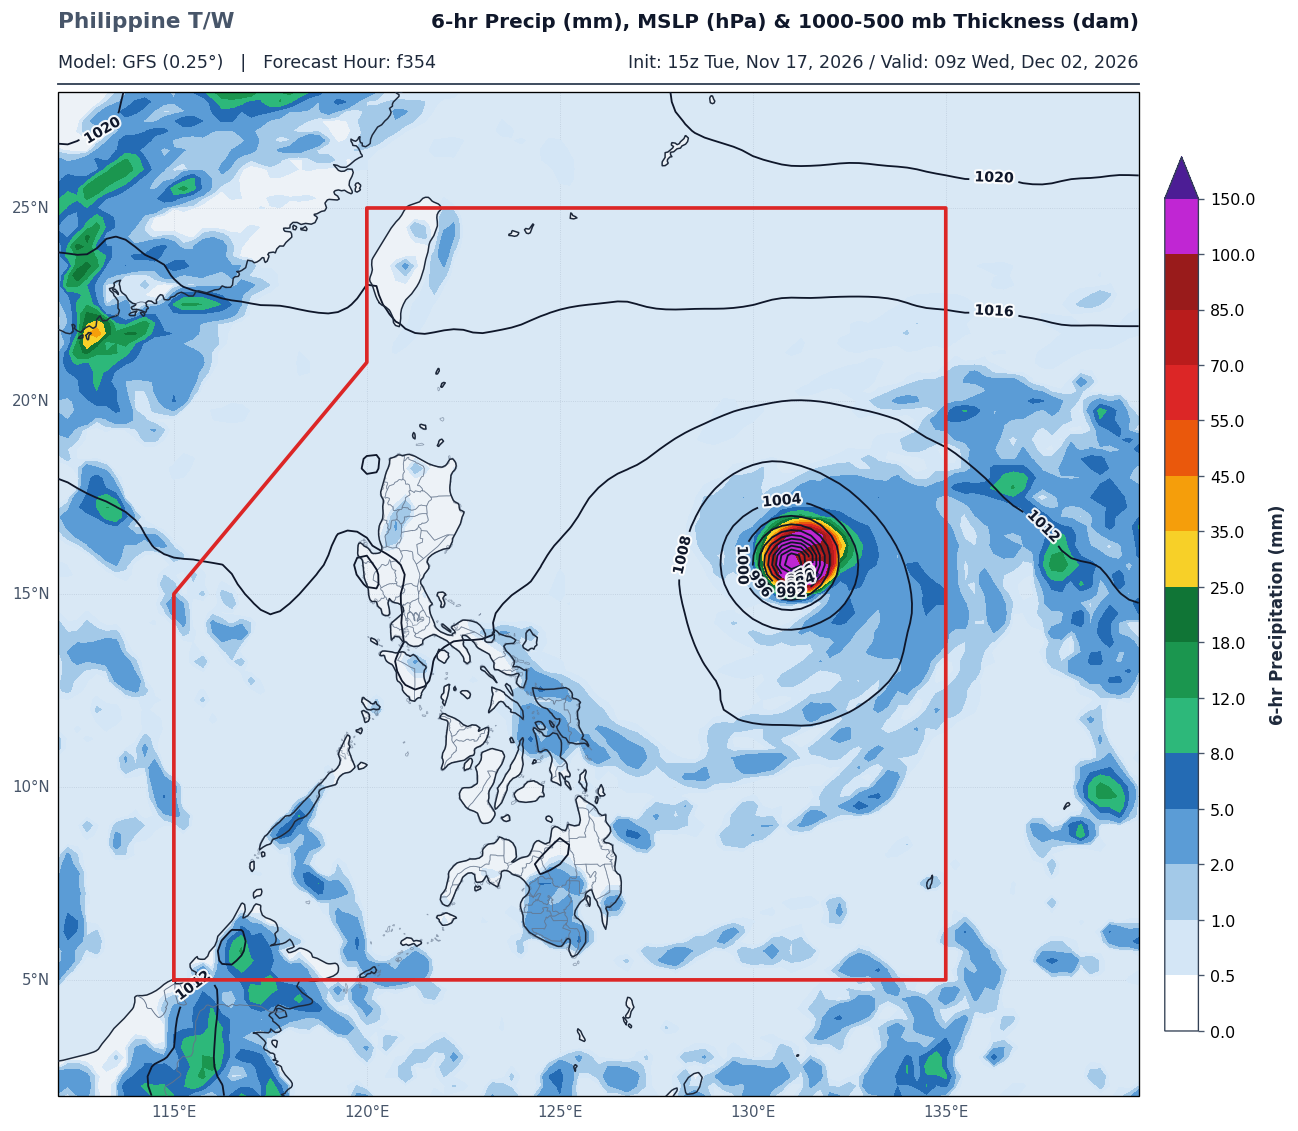 Philippine T/W
6-hr Precip (mm), MSLP (hPa) & 1000-500 mb Thickness (dam)
Model: GFS (0.25°)   |   Forecast Hour: f354
Init: 15z Tue, Nov 17, 2026 / Valid: 09z Wed, Dec 02, 2026
1020
1020
25°N
1016
20°N
1012
1004
1008
1000
996
992
15°N
10°N
5°N
1012
115°E
120°E
125°E
130°E
135°E
150.0
100.0
85.0
70.0
55.0
45.0
35.0
25.0
18.0
12.0
8.0
5.0
2.0
1.0
0.5
0.0
6-hr Precipitation (mm)